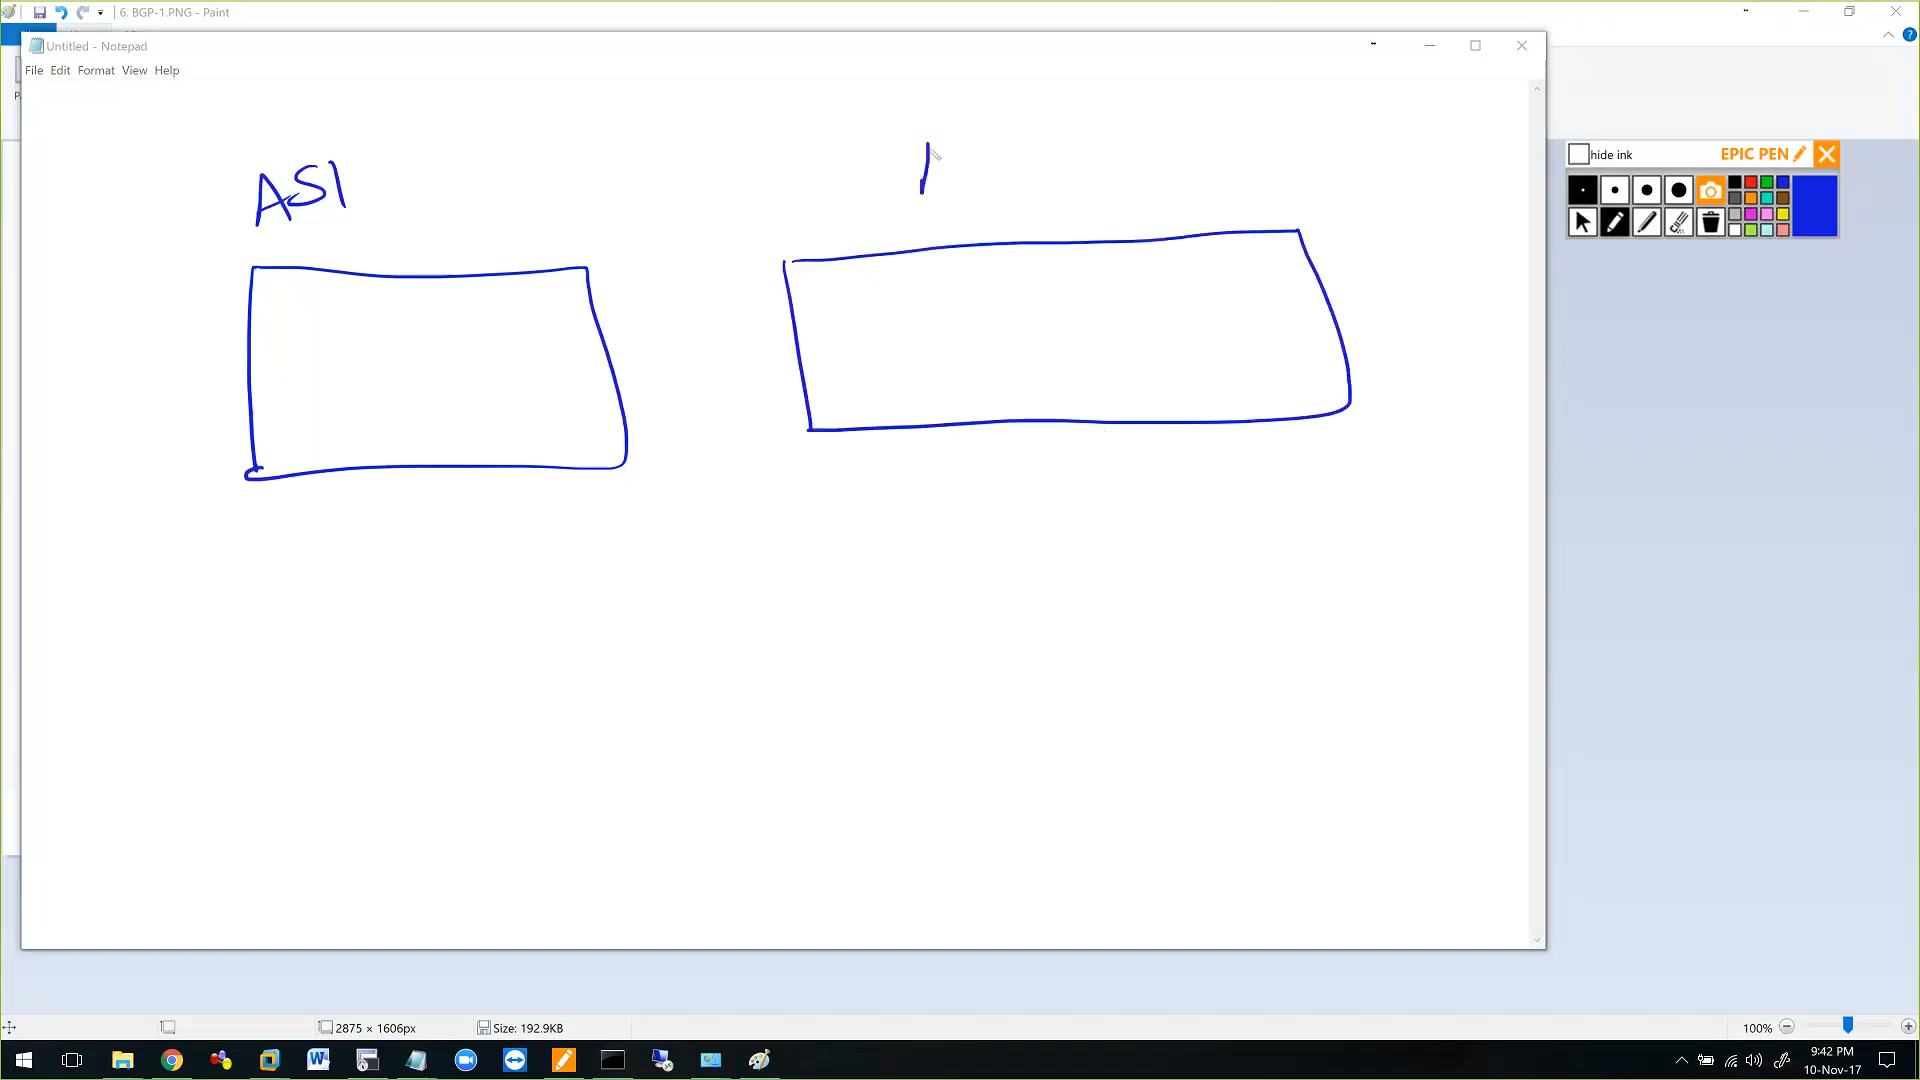 6. BGP-1.PNG - Paint
Untitled - Notepad
File Edit Format View Help
AS1
hide ink
EPIC PEN
2875 × 1606px
Size: 192.9KB
100%
9:42 PM
10-Nov-17